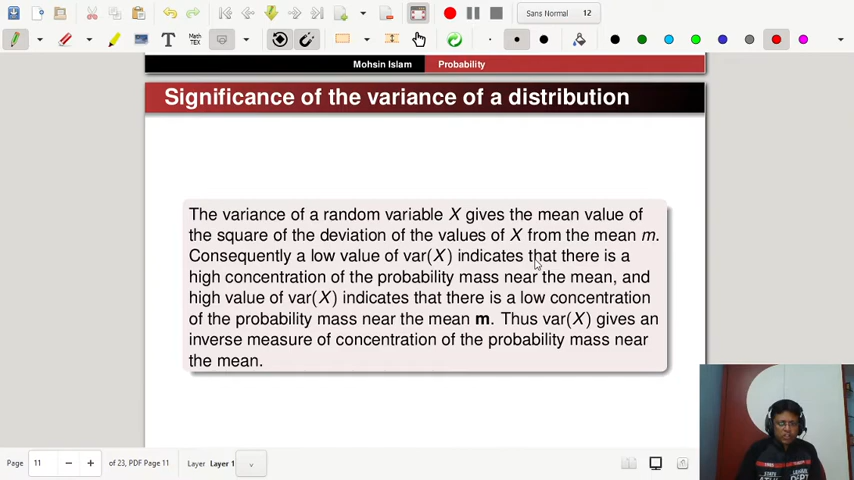 Sans Normal 12
T
Math
TEX
Mohsin Islam Probability
Significance of the variance of a distribution
The variance of a random variable X gives the mean value of
the square of the deviation of the values of X from the mean m.
Consequently a low value of var(X) indicates that there is a
high concentration of the probability mass near the mean, and
high value of var(X) indicates that there is a low concentration
of the probability mass near the mean m. Thus var(X) gives an
inverse measure of concentration of the probability mass near
the mean.
Page 11 of 23, PDF Page 11 Layer Layer 1